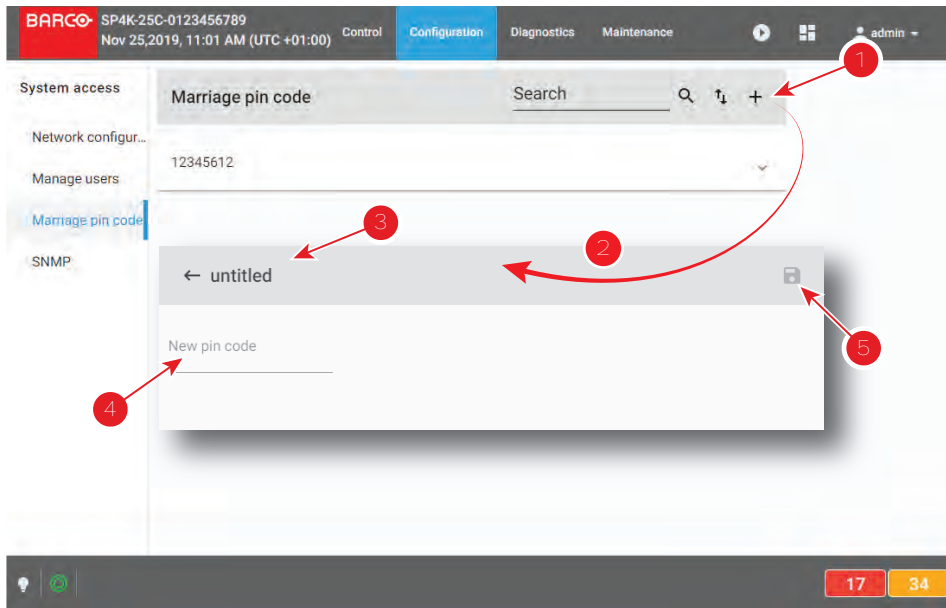 BARCO SP4K-25C-0123456789
Nov 25,2019, 11:01 AM (UTC +01:00)
Control Configuration Diagnostics Maintenance admin
1
System access
Marriage pin code Search
Network configur...
12345612
Manage users
Marriage pin code
3
2
SNMP
← untitled
New pin code
5
4
17 34